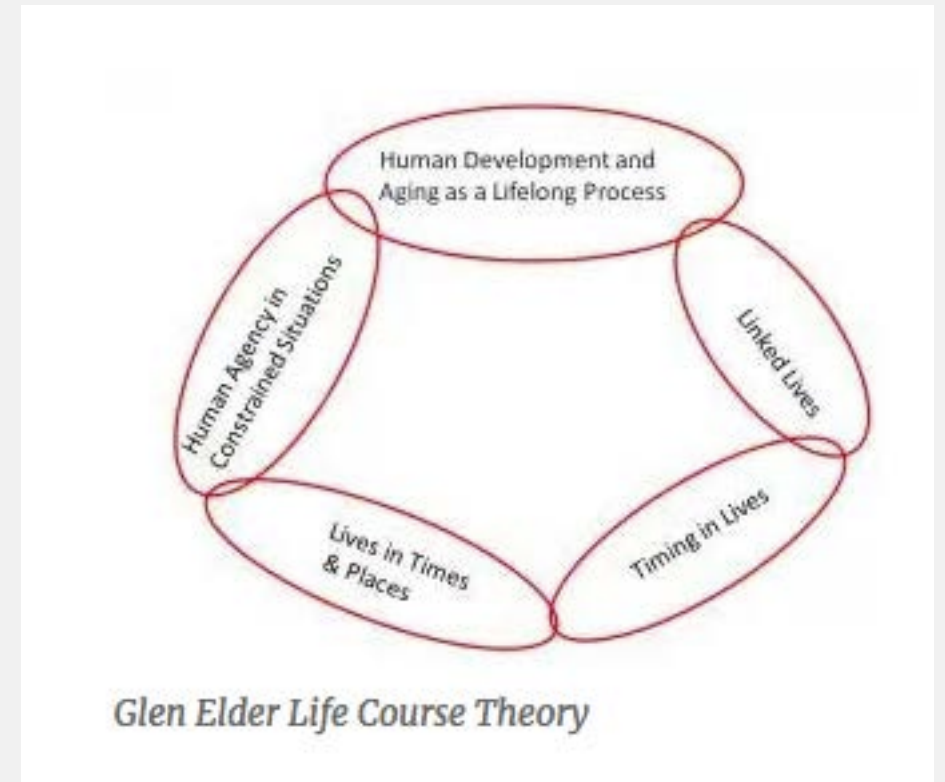 Human Development and
Aging as a Lifelong Process
Human Agency in
Constrained Situations
Linked Lives
Lives in Times
& Places
Timing in Lives
Glen Elder Life Course Theory